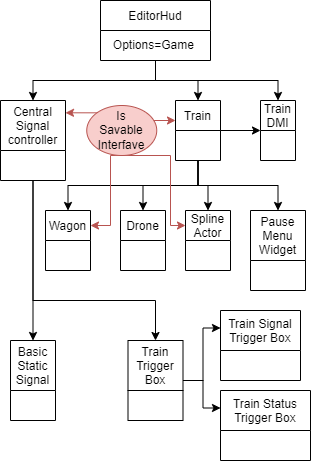 EditorHud
Options=Game
Central
Signal
controller
Is
Savable
Interfave
Train
Train
DMI
Wagon
Drone
Spline
Actor
Pause
Menu
Widget
Basic
Static
Signal
Train
Trigger
Box
Train Signal
Trigger Box
Train Status
Trigger Box